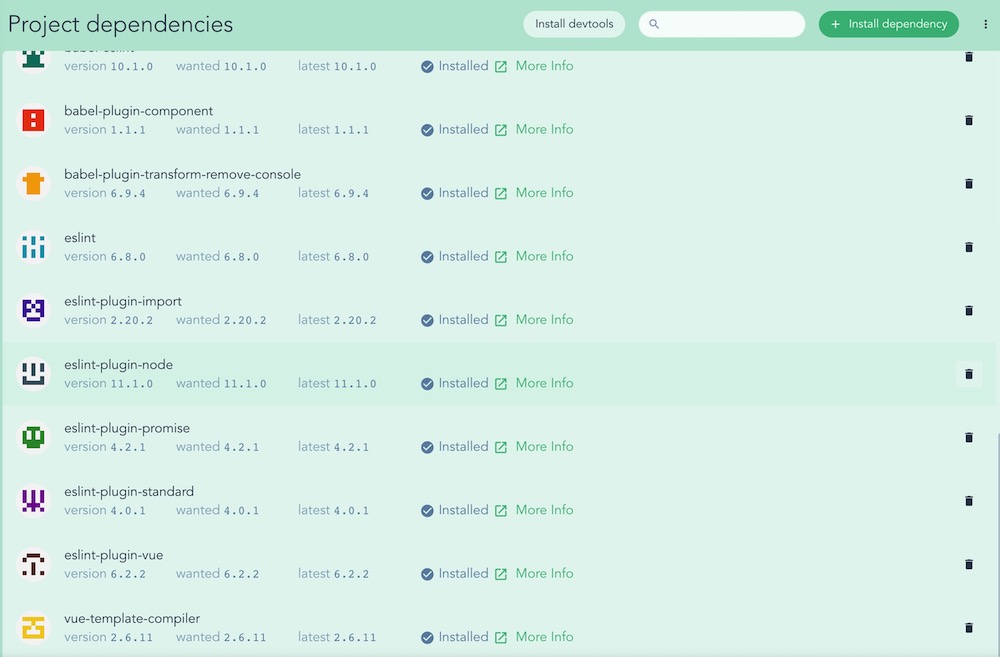 Project dependencies
Install devtools
+ Install dependency
babel-eslint
version 10.1.0 wanted 10.1.0 latest 10.1.0 Installed More Info
babel-plugin-component
version 1.1.1 wanted 1.1.1 latest 1.1.1 Installed More Info
babel-plugin-transform-remove-console
version 6.9.4 wanted 6.9.4 latest 6.9.4 Installed More Info
eslint
version 6.8.0 wanted 6.8.0 latest 6.8.0 Installed More Info
eslint-plugin-import
version 2.20.2 wanted 2.20.2 latest 2.20.2 Installed More Info
eslint-plugin-node
version 11.1.0 wanted 11.1.0 latest 11.1.0 Installed More Info
eslint-plugin-promise
version 4.2.1 wanted 4.2.1 latest 4.2.1 Installed More Info
eslint-plugin-standard
version 4.0.1 wanted 4.0.1 latest 4.0.1 Installed More Info
eslint-plugin-vue
version 6.2.2 wanted 6.2.2 latest 6.2.2 Installed More Info
vue-template-compiler
version 2.6.11 wanted 2.6.11 latest 2.6.11 Installed More Info